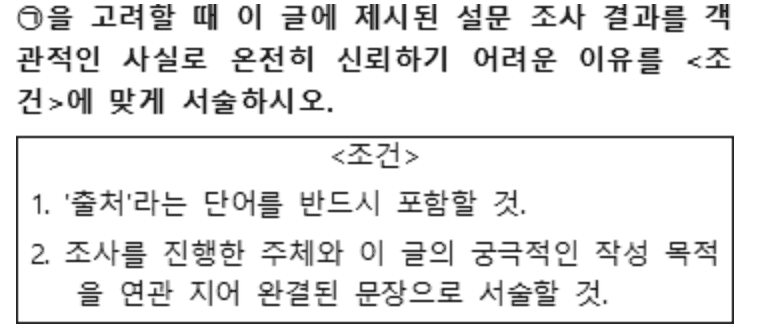 ㉠을 고려할 때 이 글에 제시된 설문 조사 결과를 객
관적인 사실로 온전히 신뢰하기 어려운 이유를 <조
건>에 맞게 서술하시오.
<조건>
1. '출처'라는 단어를 반드시 포함할 것.
2. 조사를 진행한 주체와 이 글의 궁극적인 작성 목적
을 연관 지어 완결된 문장으로 서술할 것.